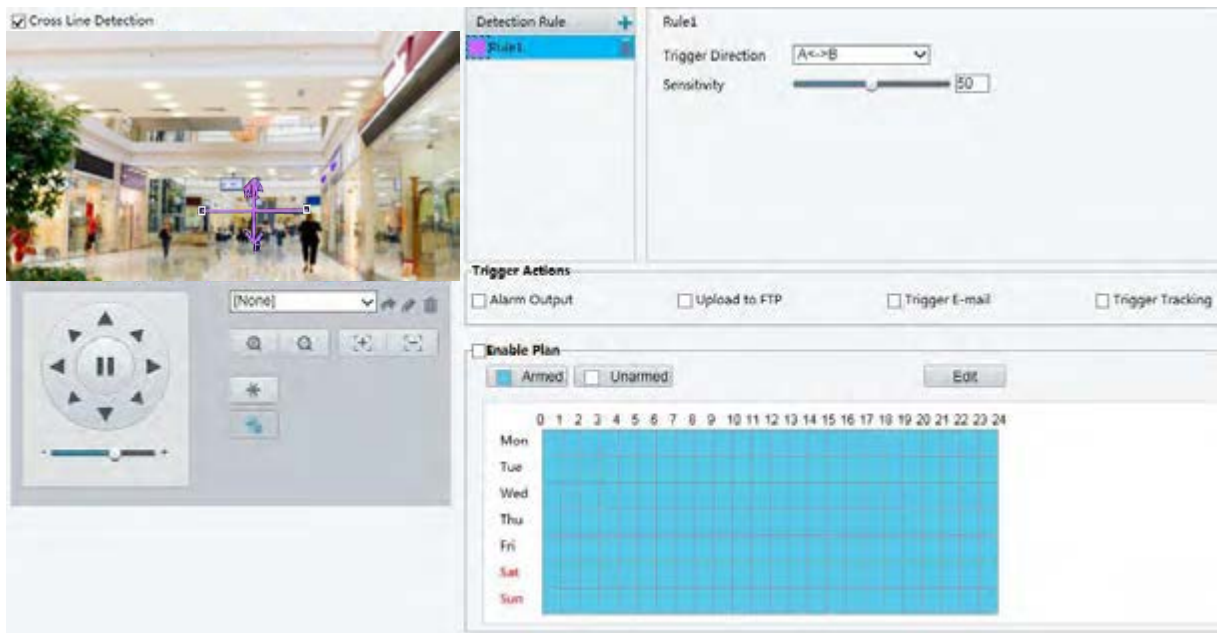 Cross Line Detection
Detection Rule
Rule1
Rule1
Trigger Direction A<->B
Sensitivity 50
Trigger Actions
Alarm Output Upload to FTP Trigger E-mail Trigger Tracking
[None]
Enable Plan
Armed Unarmed Edit
0 1 2 3 4 5 6 7 8 9 10 11 12 13 14 15 16 17 18 19 20 21 22 23 24
Mon
Tue
Wed
Thu
Fri
Sat
Sun